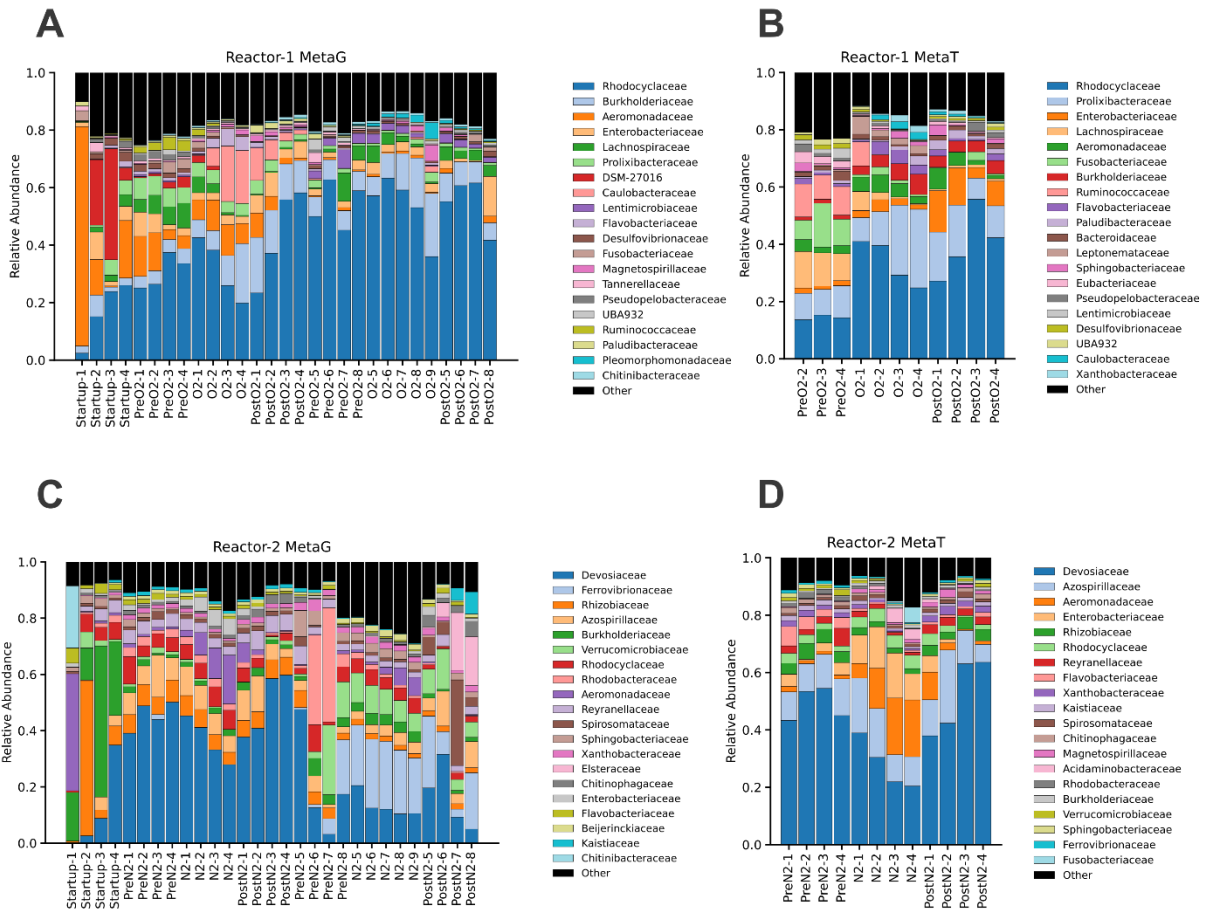 A
Reactor-1 MetaG
Relative Abundance
1.0
0.8
0.6
0.4
0.2
0.0
Startup-1
Startup-2
Startup-3
Startup-4
PreO2-1
PreO2-2
PreO2-3
PreO2-4
O2-1
O2-2
O2-3
O2-4
PostO2-1
PostO2-2
PostO2-3
PostO2-4
PreO2-5
PreO2-6
PreO2-7
PreO2-8
O2-5
O2-6
O2-7
O2-8
O2-9
PostO2-5
PostO2-6
PostO2-7
PostO2-8
Rhodocyclaceae
Burkholderiaceae
Aeromonadaceae
Enterobacteriaceae
Lachnospiraceae
Prolixibacteraceae
DSM-27016
Caulobacteraceae
Lentimicrobiaceae
Flavobacteriaceae
Desulfovibrionaceae
Fusobacteriaceae
Magnetospirillaceae
Tannerellaceae
Pseudopelobacteraceae
UBA932
Ruminococcaceae
Paludibacteraceae
Pleomorphomonadaceae
Chitinibacteraceae
Other
B
Reactor-1 MetaT
Relative Abundance
1.0
0.8
0.6
0.4
0.2
0.0
PreO2-2
PreO2-3
PreO2-4
O2-1
O2-2
O2-3
O2-4
PostO2-1
PostO2-2
PostO2-3
PostO2-4
Rhodocyclaceae
Prolixibacteraceae
Enterobacteriaceae
Lachnospiraceae
Aeromonadaceae
Fusobacteriaceae
Burkholderiaceae
Ruminococcaceae
Flavobacteriaceae
Paludibacteraceae
Bacteroidaceae
Leptonemataceae
Sphingobacteriaceae
Eubacteriaceae
Pseudopelobacteraceae
Lentimicrobiaceae
Desulfovibrionaceae
UBA932
Caulobacteraceae
Xanthobacteraceae
Other
C
Reactor-2 MetaG
Relative Abundance
1.0
0.8
0.6
0.4
0.2
0.0
Startup-1
Startup-2
Startup-3
Startup-4
PreN2-1
PreN2-2
PreN2-3
PreN2-4
N2-1
N2-2
N2-3
N2-4
PostN2-1
PostN2-2
PostN2-3
PostN2-4
PreN2-5
PreN2-6
PreN2-7
PreN2-8
N2-5
N2-6
N2-7
N2-8
N2-9
PostN2-5
PostN2-6
PostN2-7
PostN2-8
Devosiaceae
Ferrovibrionaceae
Rhizobiaceae
Azospirillaceae
Burkholderiaceae
Verrucomicrobiaceae
Rhodocyclaceae
Rhodobacteraceae
Aeromonadaceae
Reyranellaceae
Spirosomataceae
Sphingobacteriaceae
Xanthobacteraceae
Elsteraceae
Chitinophagaceae
Enterobacteriaceae
Flavobacteriaceae
Beijerinckiaceae
Kaistiaceae
Chitinibacteraceae
Other
D
Reactor-2 MetaT
Relative Abundance
1.0
0.8
0.6
0.4
0.2
0.0
PreN2-1
PreN2-2
PreN2-3
PreN2-4
N2-1
N2-2
N2-3
N2-4
PostN2-1
PostN2-2
PostN2-3
PostN2-4
Devosiaceae
Azospirillaceae
Aeromonadaceae
Enterobacteriaceae
Rhizobiaceae
Rhodocyclaceae
Reyranellaceae
Flavobacteriaceae
Xanthobacteraceae
Kaistiaceae
Spirosomataceae
Chitinophagaceae
Magnetospirillaceae
Acidaminobacteraceae
Rhodobacteraceae
Burkholderiaceae
Verrucomicrobiaceae
Sphingobacteriaceae
Ferrovibrionaceae
Fusobacteriaceae
Other